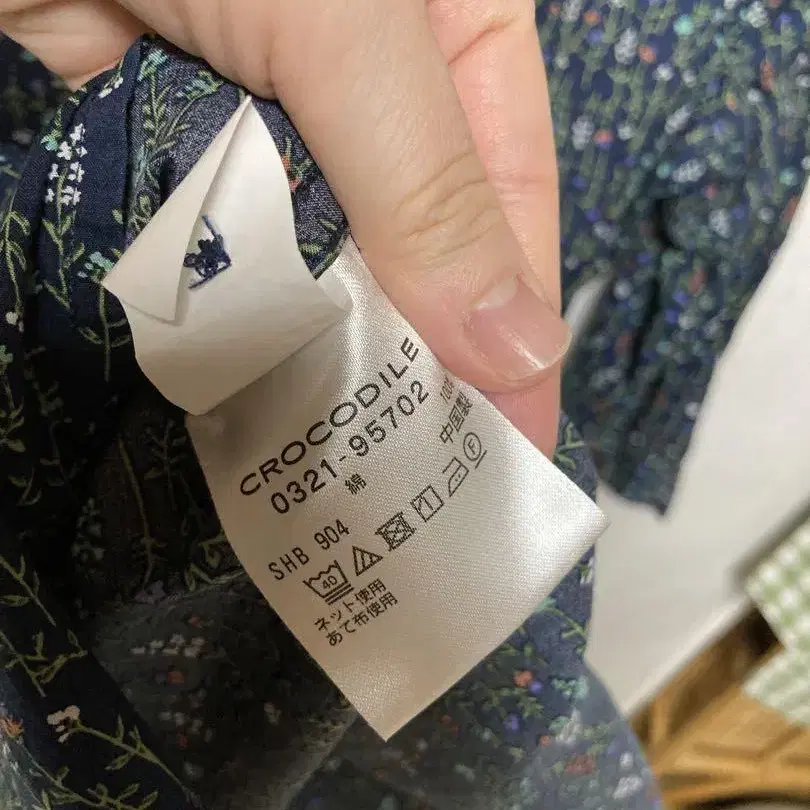 CROCODILE
0321-95702
綿
中国製
SHB 904
40
F
ネット使用
あて布使用